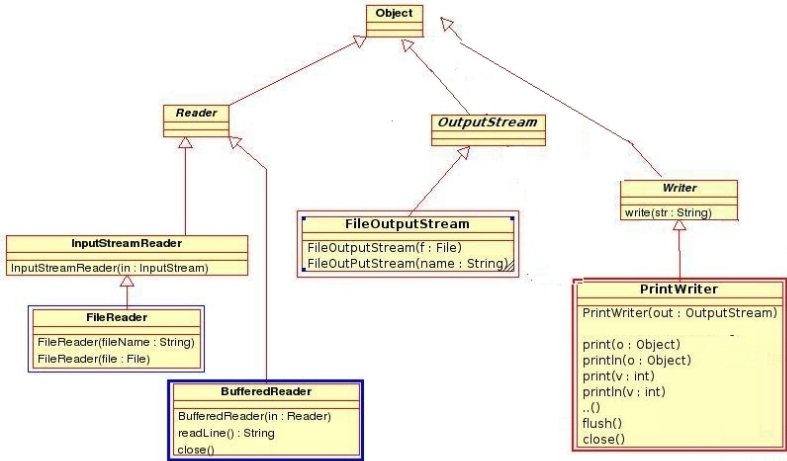 Object
Reader
OutputStream
Writer
write(str : String)
FileOutputStream
FileOutputStream(f : File)
FileOutPutStream(name : String)
InputStreamReader
InputStreamReader(in : InputStream)
FileReader
FileReader(fileName : String)
FileReader(file : File)
PrintWriter
PrintWriter(out : OutputStream)
print(o : Object)
println(o : Object)
print(v : int)
println(v : int)
..()
flush()
close()
BufferedReader
BufferedReader(in : Reader)
readLine() : String
close()